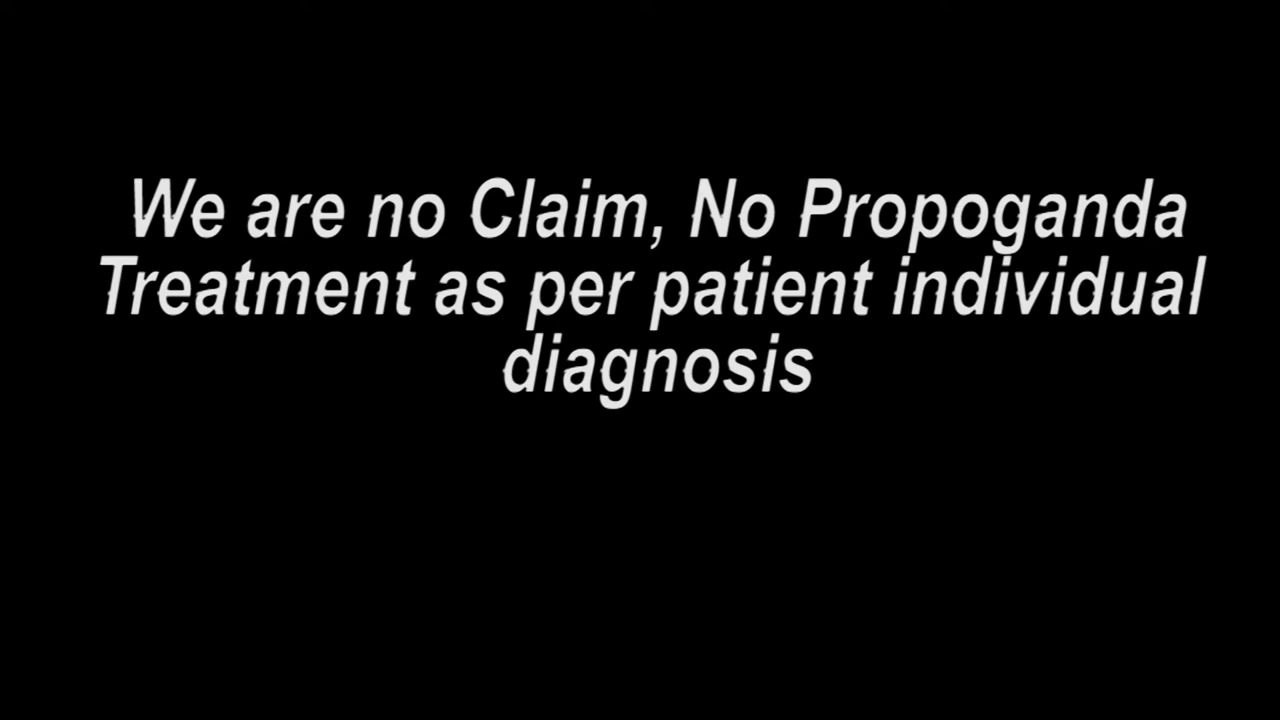 We are no Claim, No Propoganda
Treatment as per patient individual
diagnosis